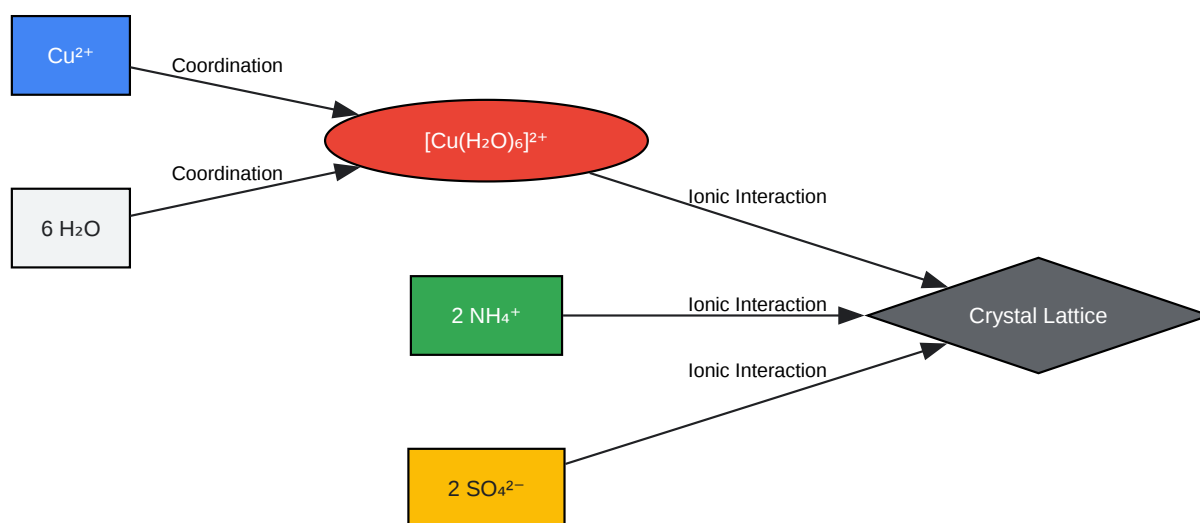 Cu²⁺
Coordination
[Cu(H₂O)₆]²⁺
Coordination
6 H₂O
Ionic Interaction
2 NH₄⁺
Ionic Interaction
Crystal Lattice
Ionic Interaction
2 SO₄²⁻